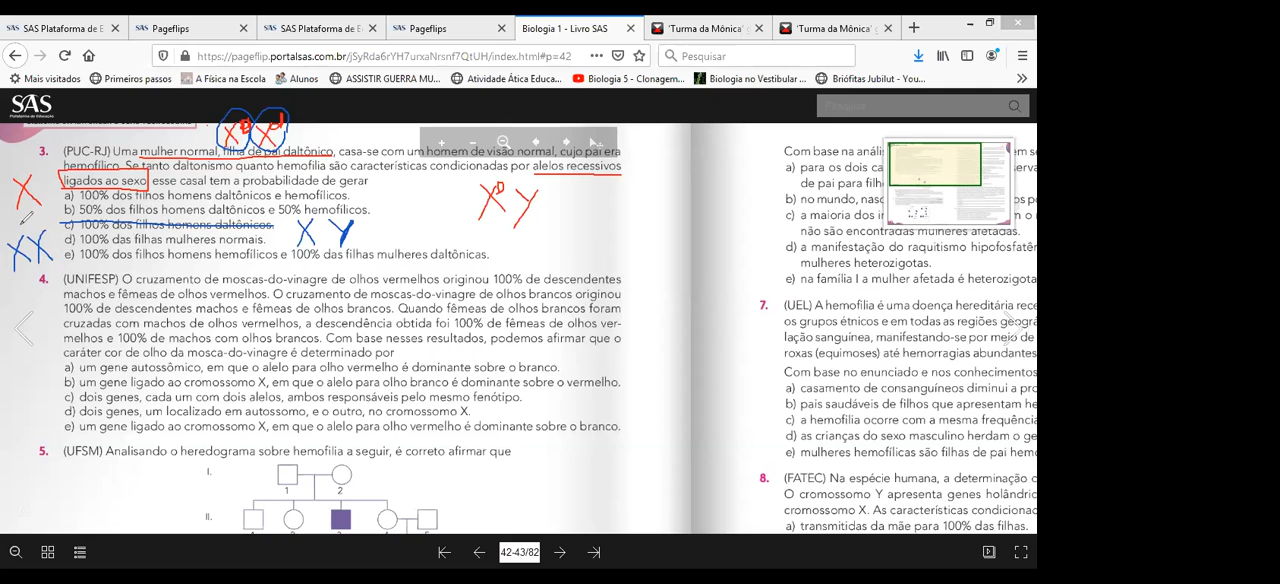 SAS Plataforma de E
Pageflips
SAS Plataforma de E
Pageflips
Biologia 1 - Livro SAS
'Turma da Mônica'
'Turma da Mônica'
https://pageflip.portalsas.com.br/jSyRda6rYH7urxaNrsnf7QtUH/index.html#p=42
Pesquisar
Mais visitados
Primeiros passos
A Física na Escola
Alunos
ASSISTIR GUERRA MU...
Atividade Ática Educa...
Biologia 5 - Clonagem...
Biologia no Vestibular ...
Briófitas Jubilut - You...
SAS
Plataforma de Educação
Pesquisar
3. (PUC-RJ) Uma mulher normal, filha de pai daltônico, casa-se com um homem de visão normal, cujo pai era
hemofílico. Se tanto daltonismo quanto hemofilia são características condicionadas por alelos recessivos
ligados ao sexo, esse casal tem a probabilidade de gerar
a) 100% dos filhos homens daltônicos e hemofílicos.
b) 50% dos filhos homens daltônicos e 50% hemofílicos.
c) 100% dos filhos homens daltônicos.
d) 100% das filhas mulheres normais.
e) 100% dos filhos homens hemofílicos e 100% das filhas mulheres daltônicas.
X^D X^d
X^D Y
X
X X
X Y
4. (UNIFESP) O cruzamento de moscas-do-vinagre de olhos vermelhos originou 100% de descendentes
machos e fêmeas de olhos vermelhos. O cruzamento de moscas-do-vinagre de olhos brancos originou
100% de descendentes machos e fêmeas de olhos brancos. Quando fêmeas de olhos brancos foram
cruzadas com machos de olhos vermelhos, a descendência obtida foi 100% de fêmeas de olhos ver-
melhos e 100% de machos com olhos brancos. Com base nesses resultados, podemos afirmar que o
caráter cor de olho da mosca-do-vinagre é determinado por
a) um gene autossômico, em que o alelo para olho vermelho é dominante sobre o branco.
b) um gene ligado ao cromossomo X, em que o alelo para olho branco é dominante sobre o vermelho.
c) dois genes, cada um com dois alelos, ambos responsáveis pelo mesmo fenótipo.
d) dois genes, um localizado em autossomo, e o outro, no cromossomo X.
e) um gene ligado ao cromossomo X, em que o alelo para olho vermelho é dominante sobre o branco.
5. (UFSM) Analisando o heredograma sobre hemofilia a seguir, é correto afirmar que
I.
1 2
II.
Com base na anális
a) para os dois ca
de pai para filh
b) no mundo, nas
c) a maioria dos i
não são encontradas mulheres afetadas.
d) a manifestação do raquitismo hipofosfatê
mulheres heterozigotas.
e) na família I a mulher afetada é heterozigota
7. (UEL) A hemofilia é uma doença hereditária rece
os grupos étnicos e em todas as regiões geográ
lação sanguínea, manifestando-se por meio de
roxas (equimoses) até hemorragias abundantes
Com base no enunciado e nos conhecimentos
a) casamento de consanguíneos diminui a pro
b) pais saudáveis de filhos que apresentam he
c) a hemofilia ocorre com a mesma frequência
d) as crianças do sexo masculino herdam o ge
e) mulheres hemofílicas são filhas de pai hemo
8. (FATEC) Na espécie humana, a determinação c
O cromossomo Y apresenta genes holândric
cromossomo X. As características condicionad
a) transmitidas da mãe para 100% das filhas.
42-43/82